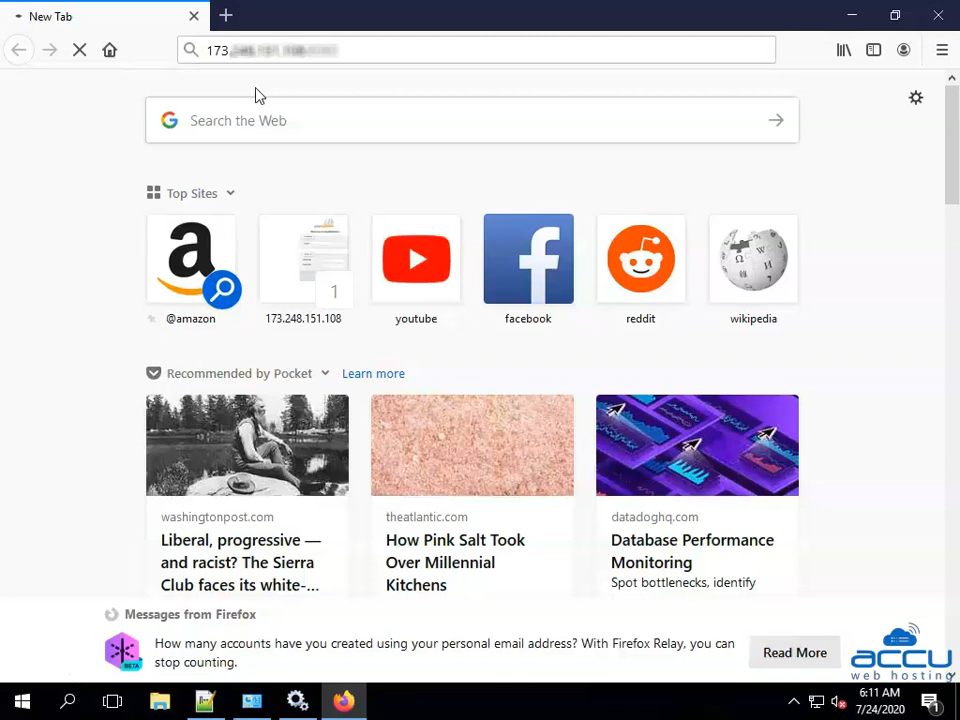 New Tab
173.
Search the Web
Top Sites
1
@amazon
173.248.151.108
youtube
facebook
reddit
wikipedia
Recommended by Pocket
Learn more
washingtonpost.com
Liberal, progressive —
and racist? The Sierra
Club faces its white-...
theatlantic.com
How Pink Salt Took
Over Millennial
Kitchens
datadoghq.com
Database Performance
Monitoring
Spot bottlenecks, identify
Messages from Firefox
BETA
How many accounts have you created using your personal email address? With Firefox Relay, you can
stop counting.
Read More
accu
web hosting
6:11 AM
7/24/2020
1